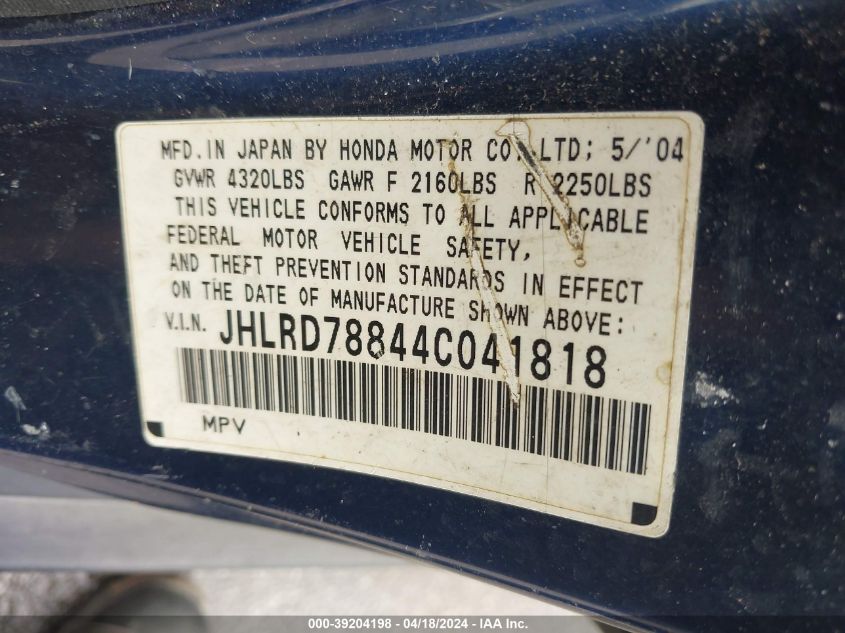 MFD. IN JAPAN BY HONDA MOTOR CO., LTD; 5/'04
GVWR 4320LBS GAWR F 2160LBS R 2250LBS
THIS VEHICLE CONFORMS TO ALL APPLICABLE
FEDERAL MOTOR VEHICLE SAFETY,
AND THEFT PREVENTION STANDARDS IN EFFECT
ON THE DATE OF MANUFACTURE SHOWN ABOVE:
V.I.N. JHLRD78844C041818
MPV
000-39204198 - 04/18/2024 - IAA Inc.